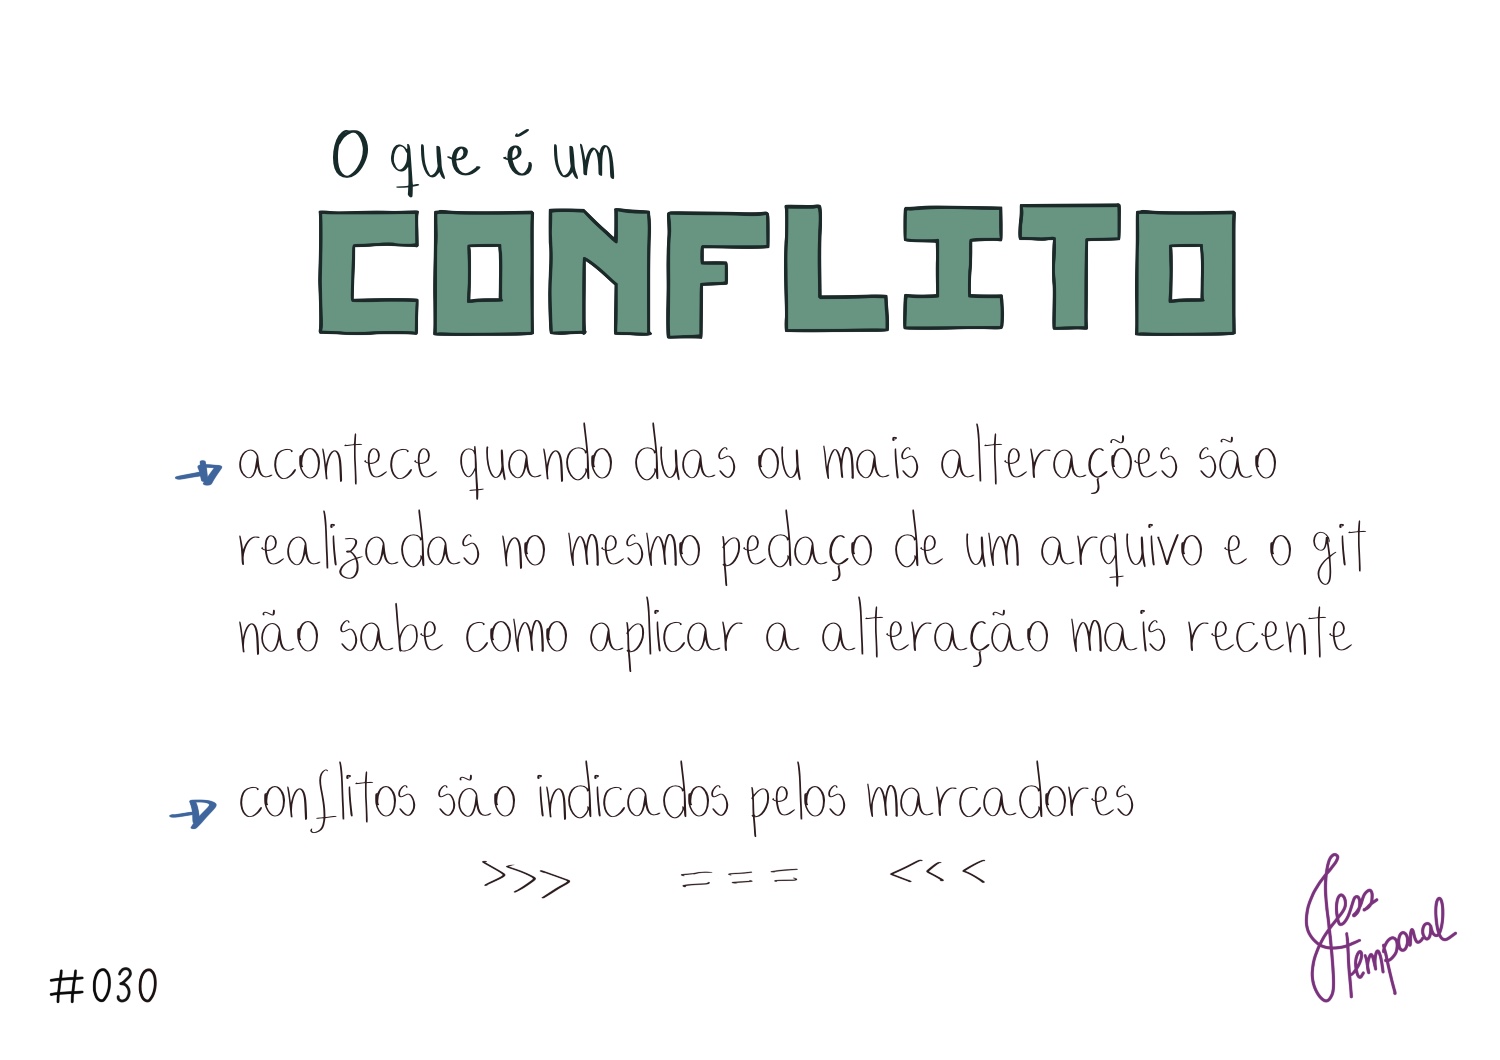 O que é um
CONFLITO
acontece quando duas ou mais alterações são
realizadas no mesmo pedaço de um arquivo e o git
não sabe como aplicar a alteração mais recente
conflitos são indicados pelos marcadores
>>> === <<<
Jess
temporal
#030